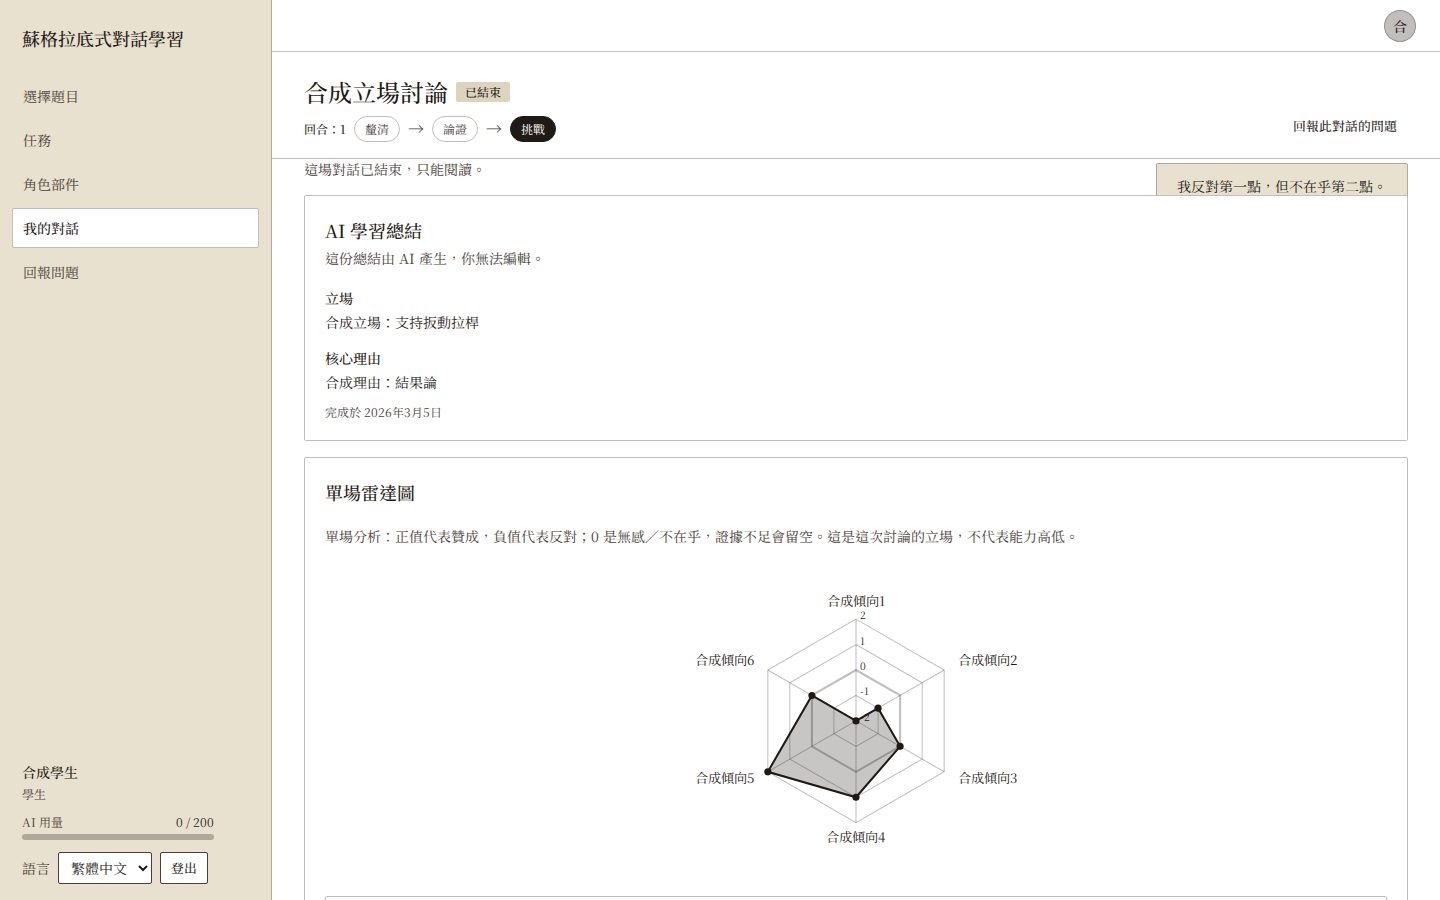 蘇格拉底式對話學習
選擇題目
任務
角色部件
我的對話
回報問題
合成學生
學生
AI 用量 0 / 200
語言 繁體中文 登出
合
合成立場討論 已結束
回合：1 釐清 → 論證 → 挑戰
回報此對話的問題
這場對話已結束，只能閱讀。
我反對第一點，但不在乎第二點。
AI 學習總結
這份總結由 AI 產生，你無法編輯。
立場
合成立場：支持扳動拉桿
核心理由
合成理由：結果論
完成於 2026年3月5日
單場雷達圖
單場分析：正值代表贊成，負值代表反對；0 是無感／不在乎，證據不足會留空。這是這次討論的立場，不代表能力高低。
合成傾向1
2
1
0
-1
-2
合成傾向2
合成傾向3
合成傾向4
合成傾向5
合成傾向6